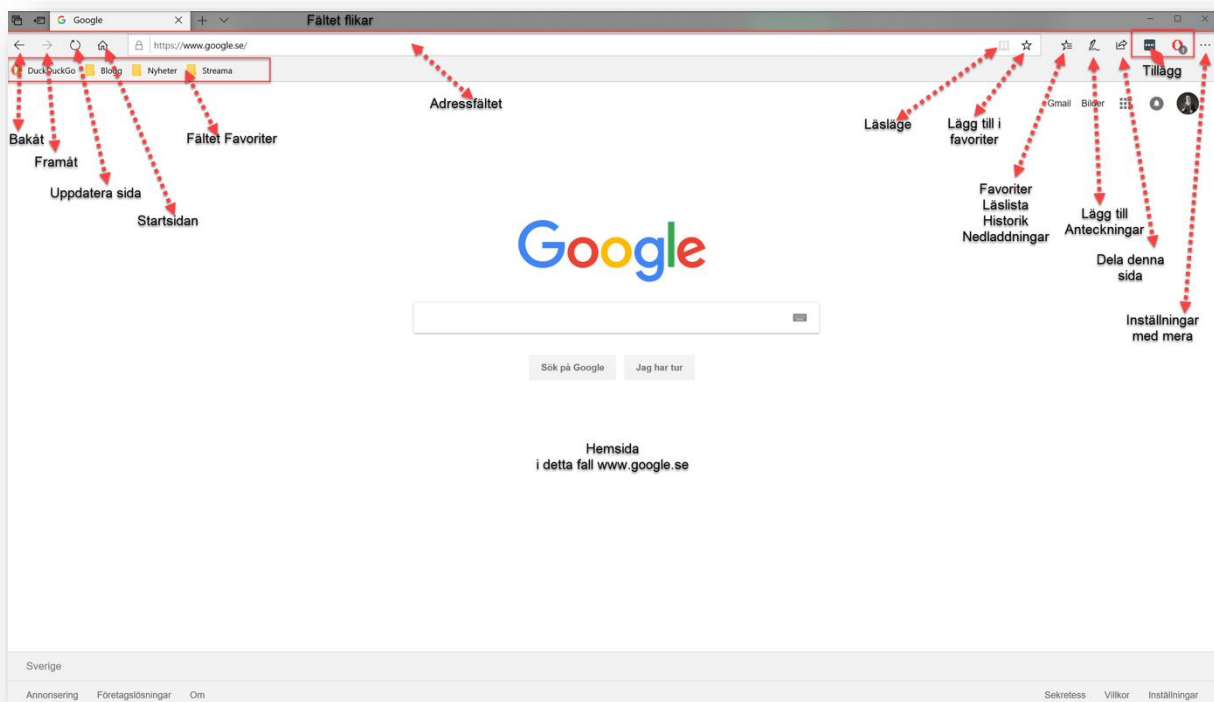 Google
Fältet flikar
https://www.google.se/
DuckDuckGo
Blogg
Nyheter
Streama
Tillägg
Adressfältet
Gmail
Bilder
Bakåt
Fältet Favoriter
Läsläge
Lägg till i
favoriter
Framåt
Uppdatera sida
Startsidan
Favoriter
Läslista
Historik
Nedladdningar
Lägg till
Anteckningar
Dela denna
sida
Inställningar
med mera
Google
Sök på Google
Jag har tur
Hemsida
i detta fall www.google.se
Sverige
Annonsering
Företagslösningar
Om
Sekretess
Villkor
Inställningar